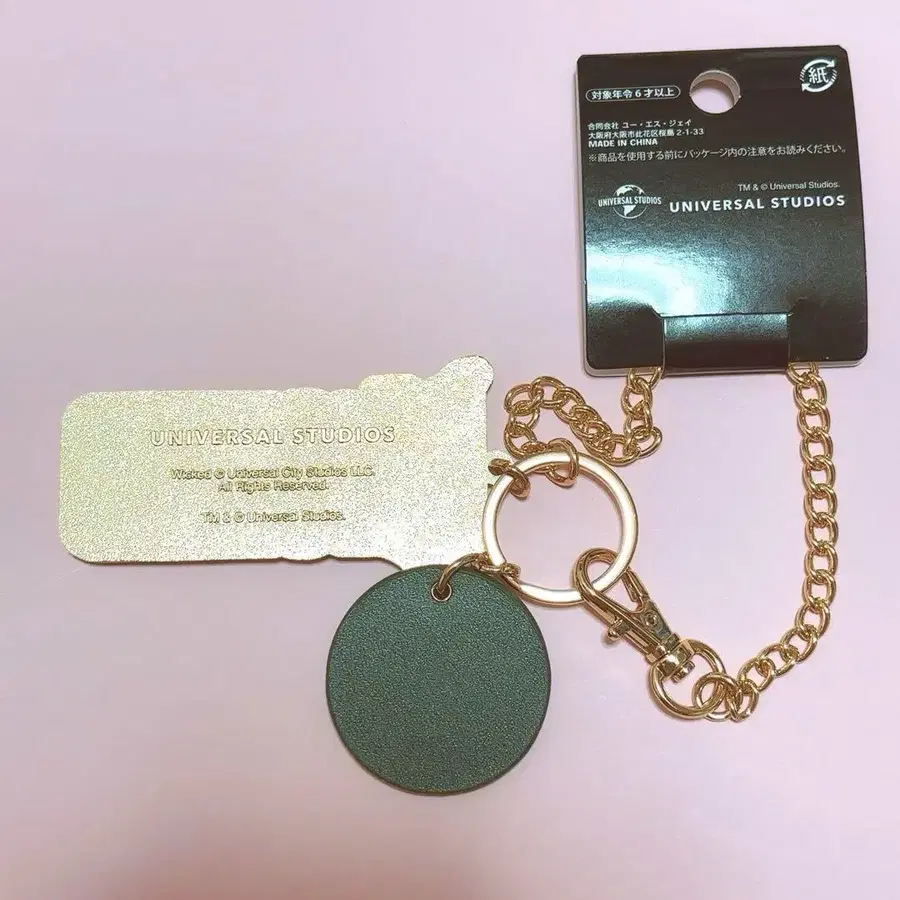 紙
対象年令6才以上
合同会社 ユー・エス・ジェイ
大阪府大阪市此花区桜島 2-1-33
MADE IN CHINA
※商品を使用する前にパッケージ内の注意をお読みください。
TM & © Universal Studios.
UNIVERSAL STUDIOS
UNIVERSAL STUDIOS
UNIVERSAL STUDIOS
Wicked © Universal City Studios LLC.
All Rights Reserved.
TM & © Universal Studios.